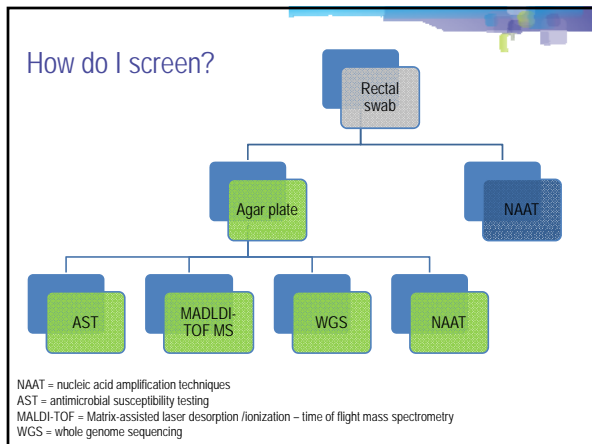 How do I screen?
Rectal
swab
Agar plate
NAAT
AST
MADLDI-
TOF MS
WGS
NAAT
NAAT = nucleic acid amplification techniques
AST = antimicrobial susceptibility testing
MALDI-TOF = Matrix-assisted laser desorption /ionization – time of flight mass spectrometry
WGS = whole genome sequencing